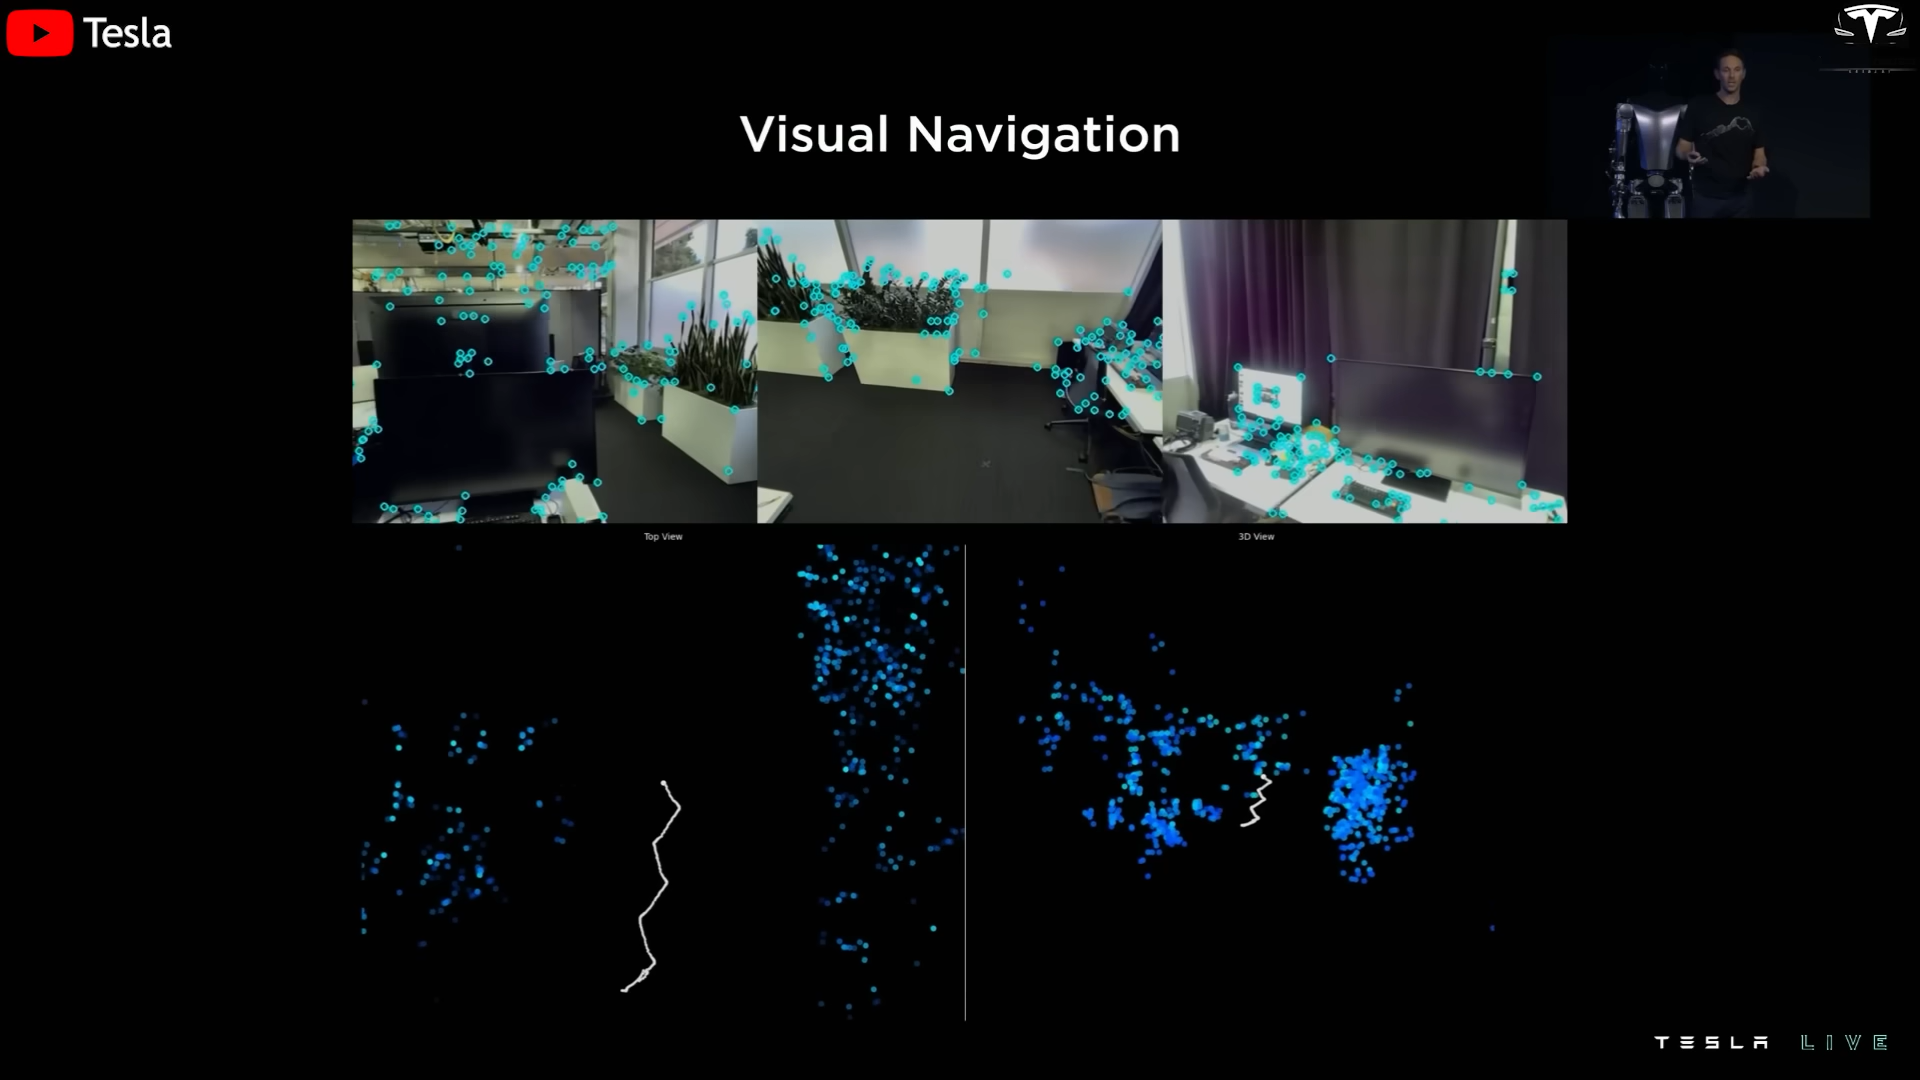 Tesla
Visual Navigation
Top View
3D View
TESLA LIVE